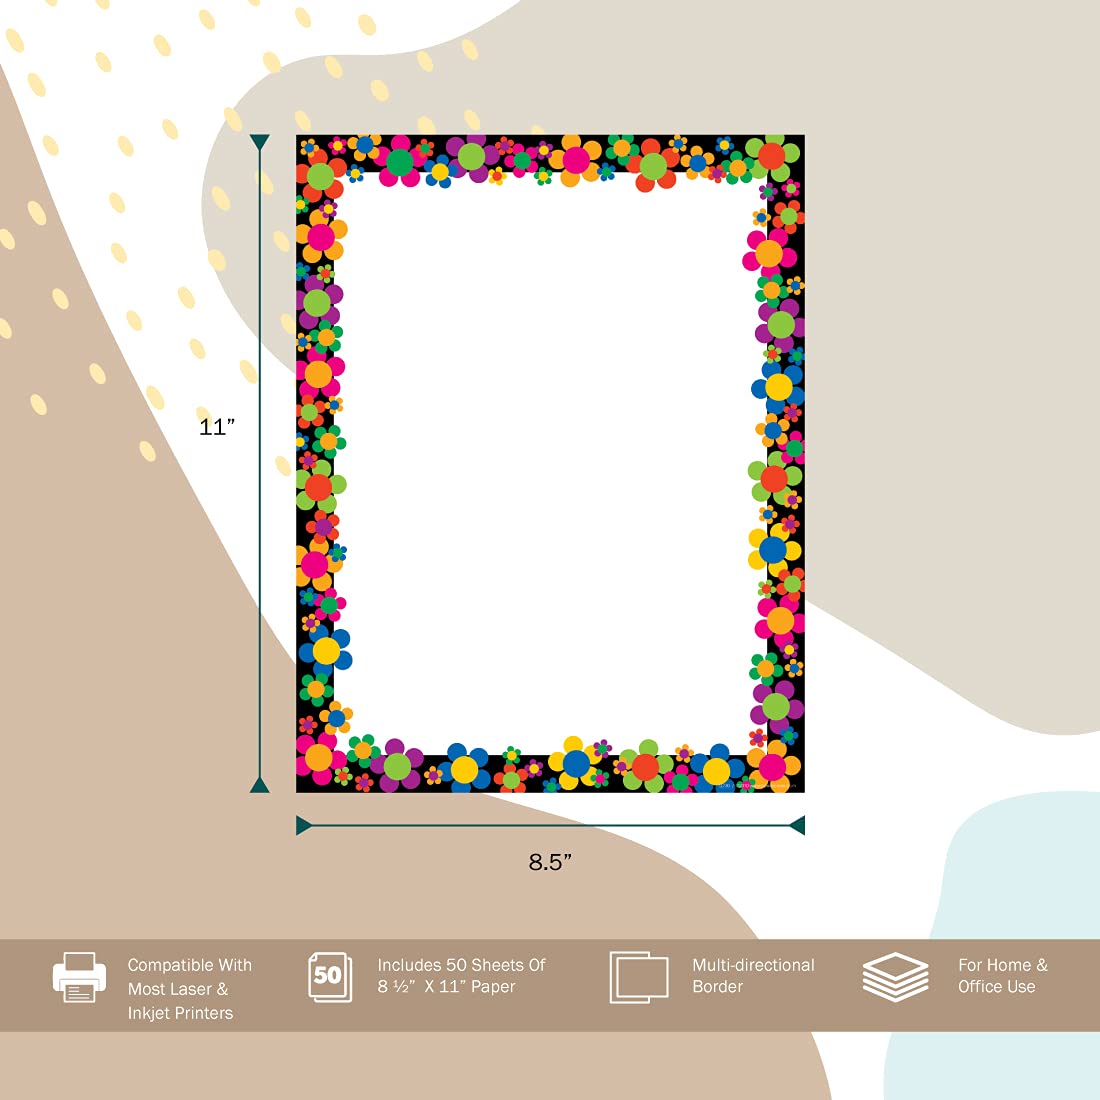 11”
8.5”
Compatible With
Most Laser &
Inkjet Printers
50
Includes 50 Sheets Of
8 ½” X 11” Paper
Multi-directional
Border
For Home &
Office Use